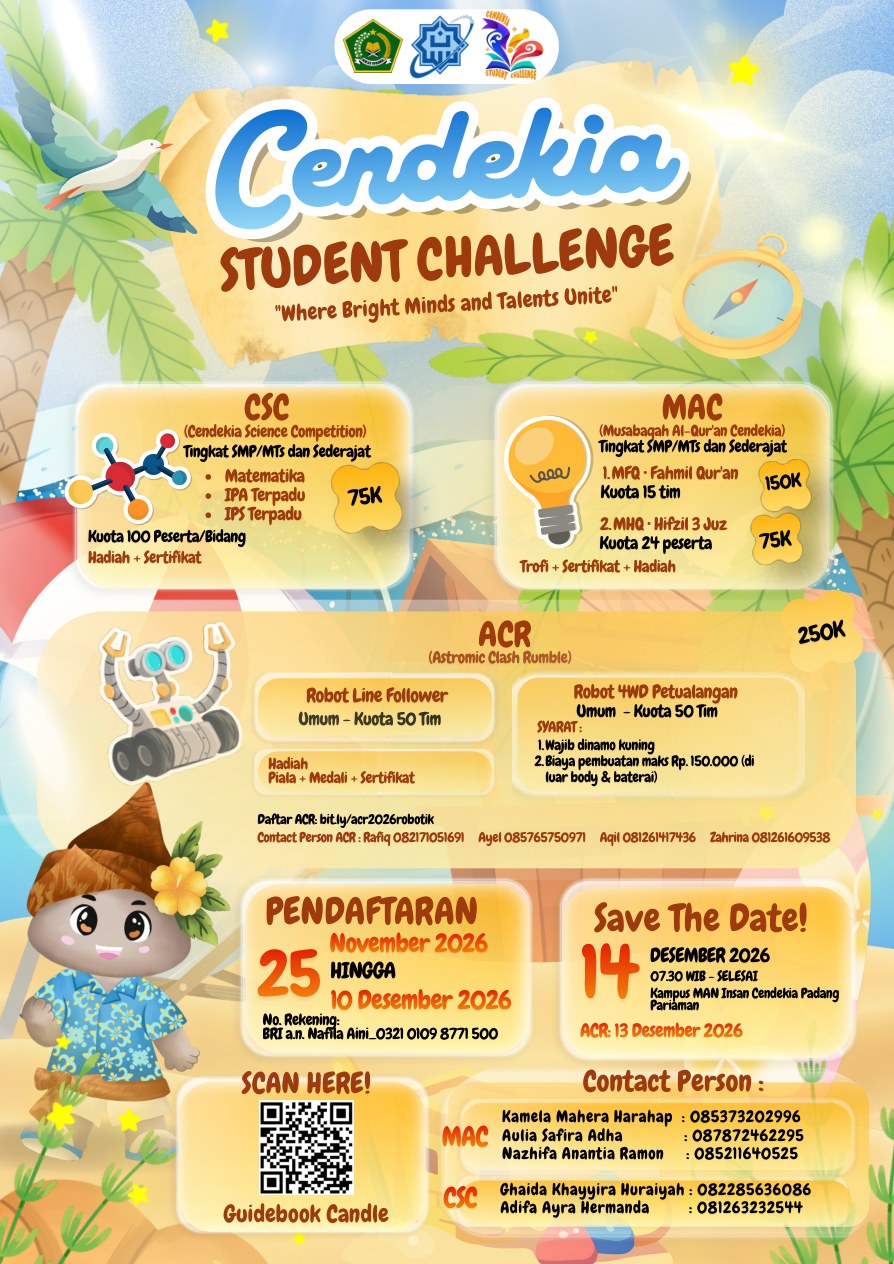 CENDEKIA
STUDENT CHALLENGE
Cendekia
STUDENT CHALLENGE
"Where Bright Minds and Talents Unite"
CSC
(Cendekia Science Competition)
Tingkat SMP/MTs dan Sederajat
• Matematika
• IPA Terpadu
• IPS Terpadu
75K
Kuota 100 Peserta/Bidang
Hadiah + Sertifikat
MAC
(Musabaqah Al-Qur'an Cendekia)
Tingkat SMP/MTs dan Sederajat
1. MFQ • Fahmil Qur'an
Kuota 15 tim
150K
2. MHQ • Hifzil 3 Juz
Kuota 24 peserta
75K
Trofi + Sertifikat + Hadiah
ACR
(Astromic Clash Rumble)
250K
Robot Line Follower
Umum – Kuota 50 Tim
Hadiah
Piala + Medali + Sertifikat
Robot 4WD Petualangan
Umum – Kuota 50 Tim
SYARAT :
1. Wajib dinamo kuning
2. Biaya pembuatan maks Rp. 150.000 (di
luar body & baterai)
Daftar ACR: bit.ly/acr2026robotik
Contact Person ACR : Rafiq 082171051691 Ayel 085765750971 Aqil 081261417436 Zahrina 081261609538
PENDAFTARAN
25 November 2026
HINGGA
10 Desember 2026
No. Rekening:
BRI a.n. Nafila Aini_0321 0109 8771 500
Save The Date!
14 DESEMBER 2026
07.30 WIB – SELESAI
Kampus MAN Insan Cendekia Padang
Pariaman
ACR: 13 Desember 2026
SCAN HERE!
Guidebook Candle
Contact Person :
MAC
Kamela Mahera Harahap : 085373202996
Aulia Safira Adha : 087872462295
Nazhifa Anantia Ramon : 085211640525
CSC
Ghaida Khayyira Huraiyah : 082285636086
Adifa Ayra Hermanda : 081263232544